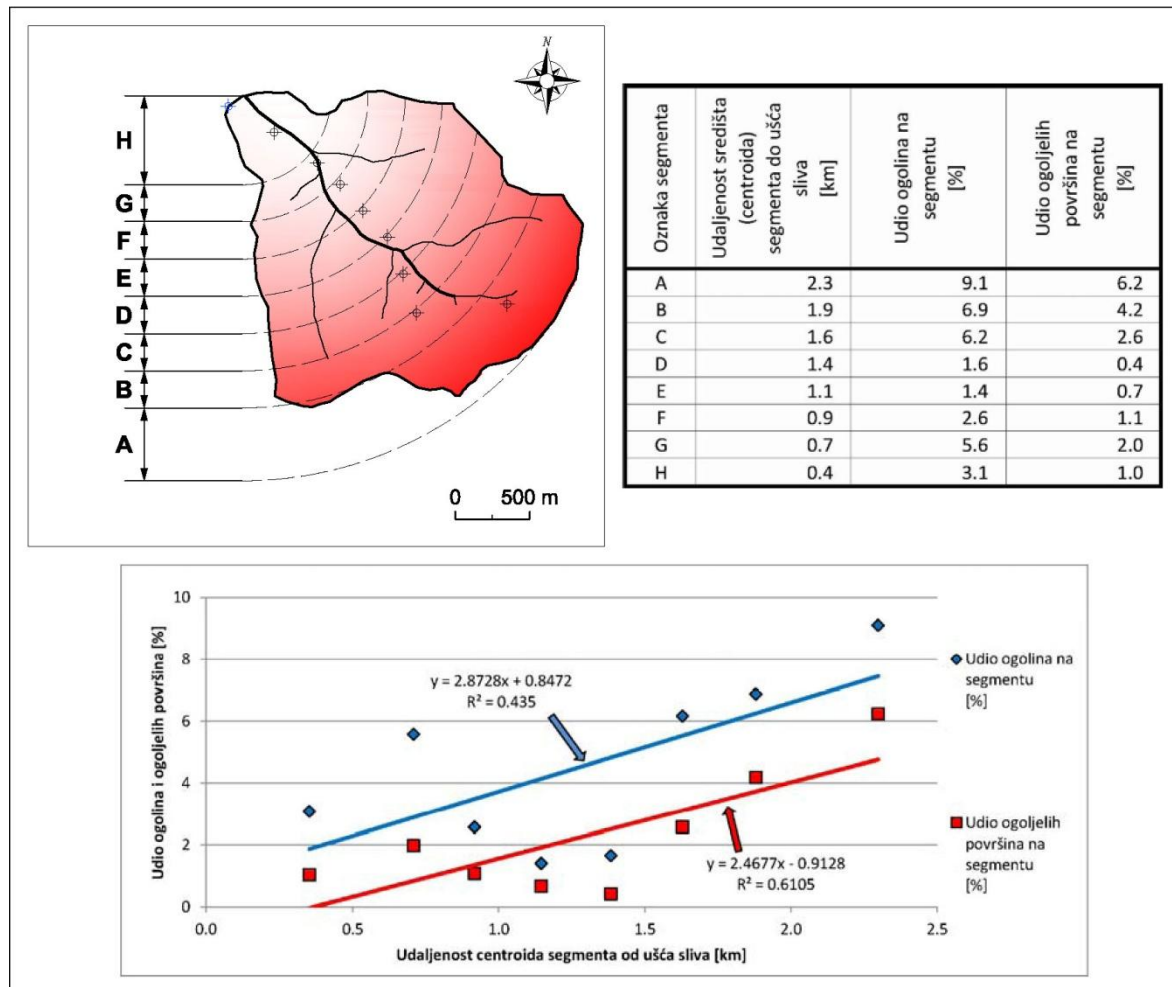 N
H
G
F
E
D
C
B
A
0 500 m
Oznaka segmenta
Udaljenost središta
(centroida)
segmenta do ušća
sliva
[km]
Udio ogolina na
segmentu
[%]
Udio ogoljelih
površina na
segmentu
[%]
A 2.3 9.1 6.2
B 1.9 6.9 4.2
C 1.6 6.2 2.6
D 1.4 1.6 0.4
E 1.1 1.4 0.7
F 0.9 2.6 1.1
G 0.7 5.6 2.0
H 0.4 3.1 1.0
Udio ogolina i ogoljelih površina [%]
10
8
6
4
2
0
0.0 0.5 1.0 1.5 2.0 2.5
Udaljenost centroida segmenta od ušća sliva [km]
y = 2.8728x + 0.8472
R² = 0.435
y = 2.4677x - 0.9128
R² = 0.6105
Udio ogolina na
segmentu
[%]
Udio ogoljelih
površina na
segmentu
[%]